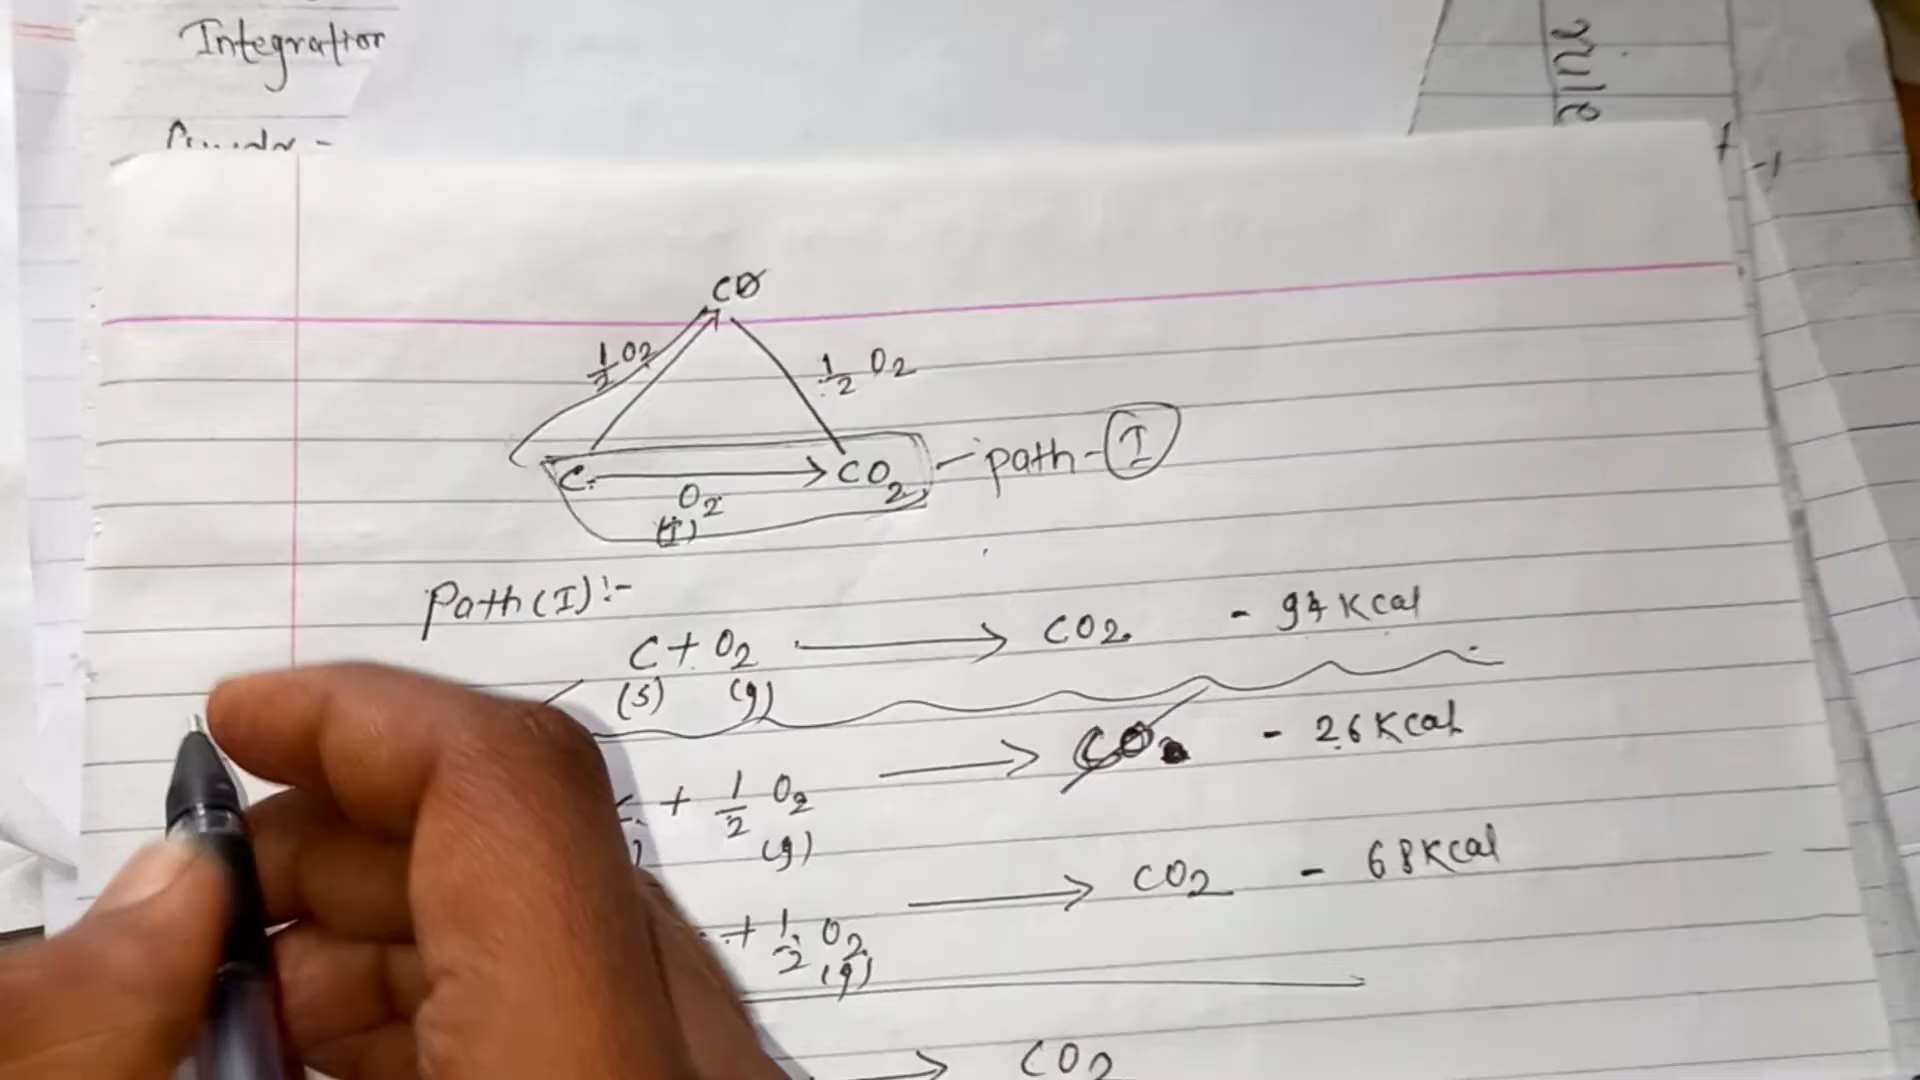 Integration
rule
CO
1/2 O2
1/2 O2
C → CO2 - path - (I)
O2
(I)
Path (I) :-
C + O2 → CO2 - 94 Kcal
(s) (g)
+ 1/2 O2 → CO - 26 Kcal
(g)
+ 1/2 O2 → CO2 - 68 Kcal
(g)
→ CO2